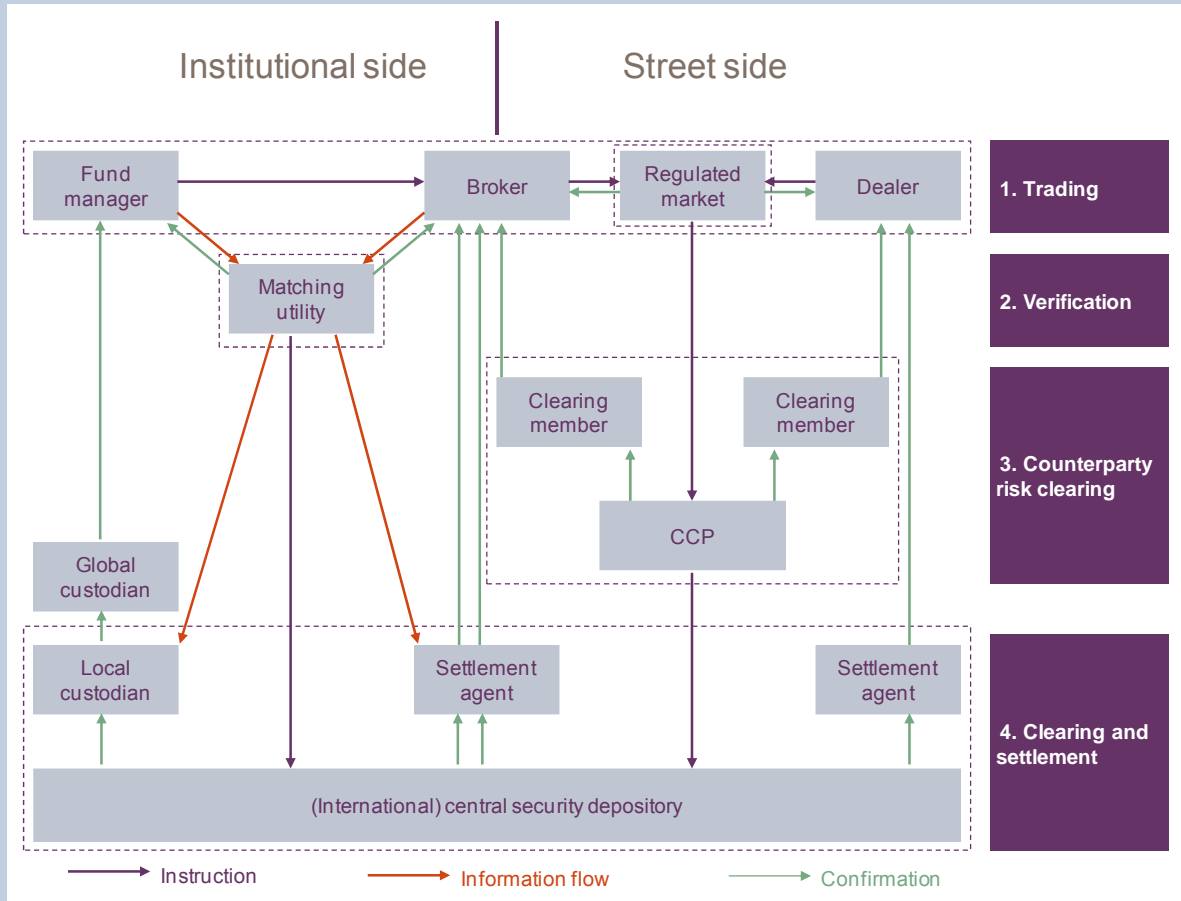 Institutional side
Street side
Fund
manager
Broker
Regulated
market
Dealer
1. Trading
Matching
utility
2. Verification
Clearing
member
Clearing
member
3. Counterparty
risk clearing
CCP
Global
custodian
Local
custodian
Settlement
agent
Settlement
agent
4. Clearing and
settlement
(International) central security depository
Instruction
Information flow
Confirmation